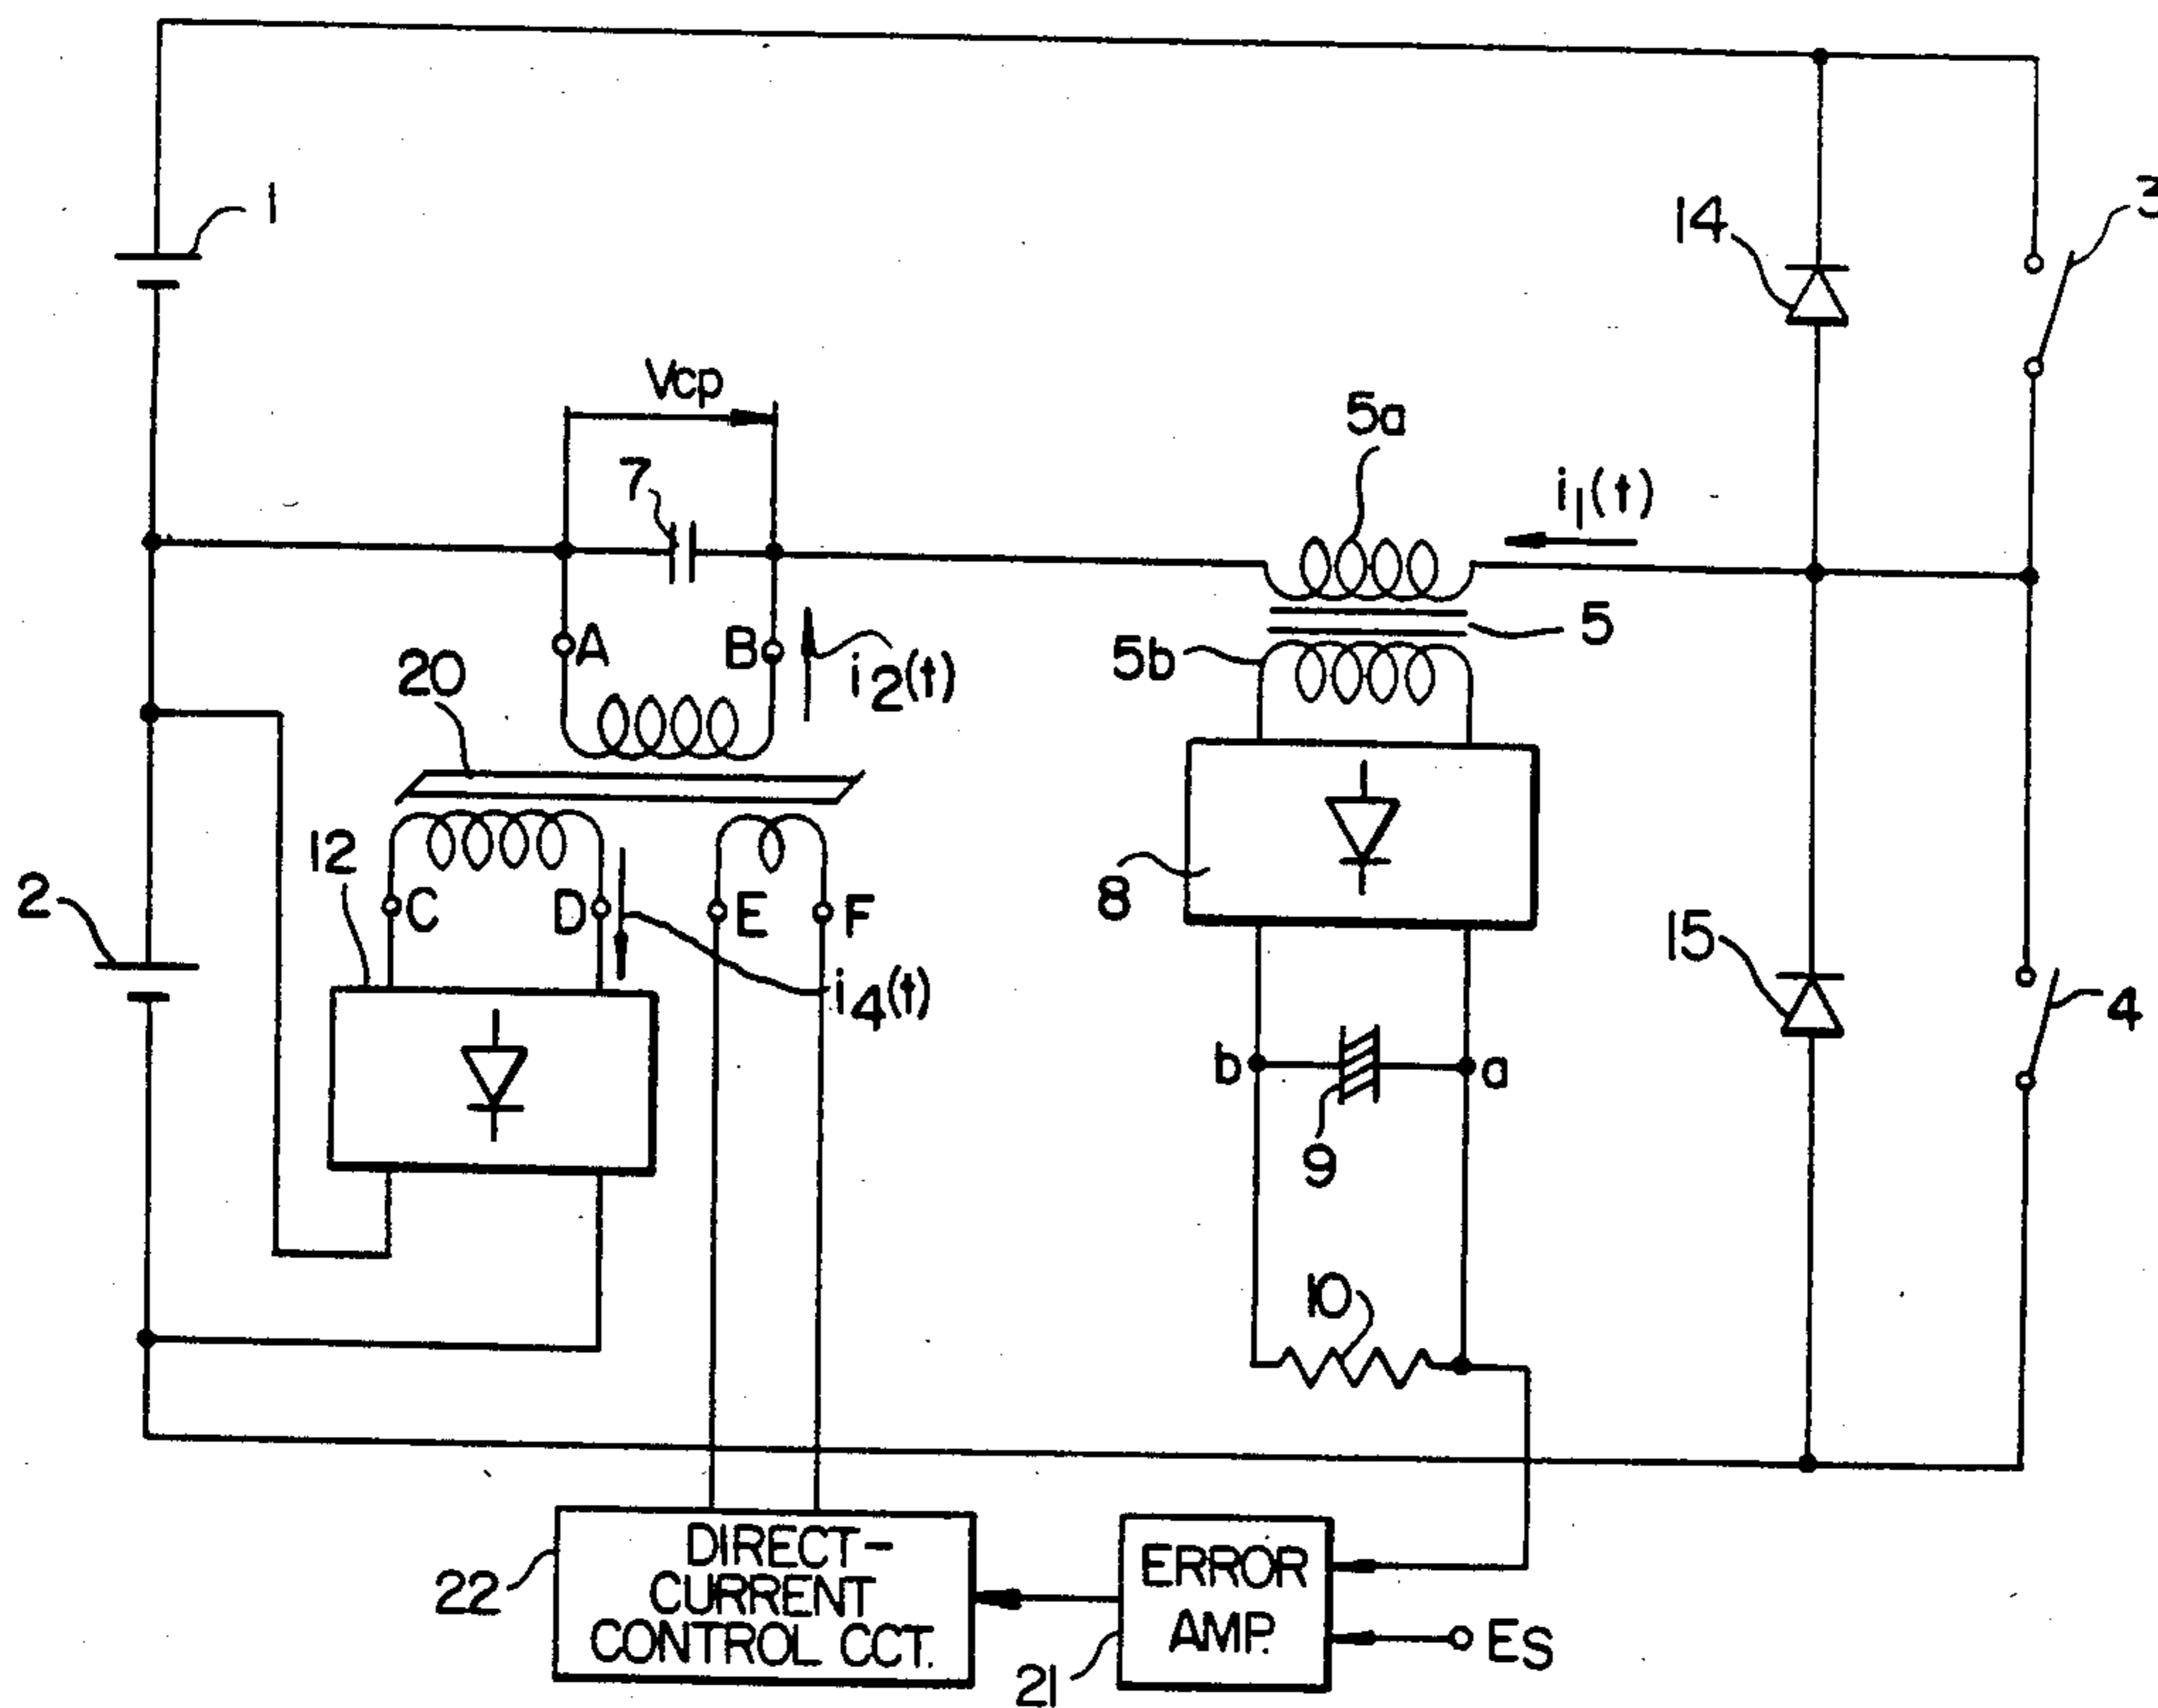 1
3
14
Vcp
5a
7
i1(t)
5
A
B
5b
20
i2(t)
12
2
C
D
E
F
8
15
i4(t)
4
b
a
9
10
DIRECT-
CURRENT
CONTROL CCT.
22
ERROR
AMP.
21
ES